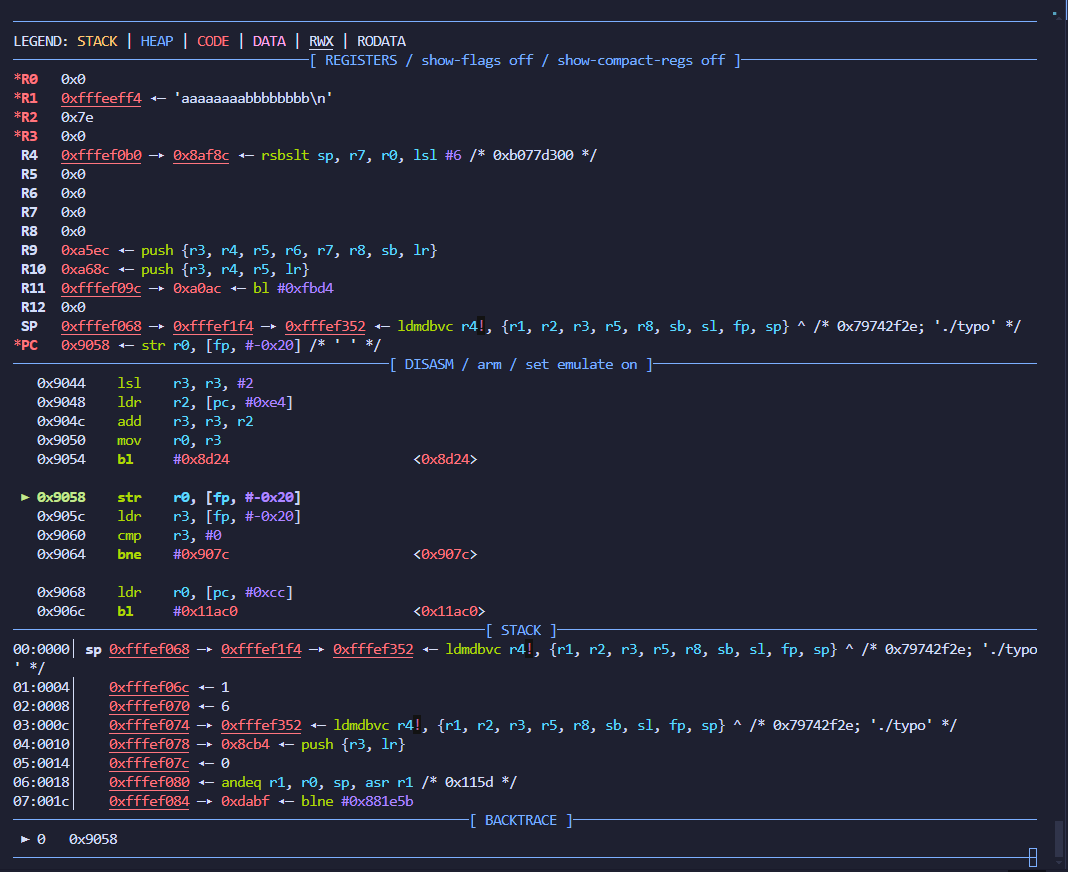 LEGEND: STACK | HEAP | CODE | DATA | RWX | RODATA
[ REGISTERS / show-flags off / show-compact-regs off ]
*R0   0x0
*R1   0xfffeeff4 ◂— 'aaaaaaaabbbbbbbb\n'
*R2   0x7e
*R3   0x0
 R4   0xfffef0b0 —▸ 0x8af8c ◂— rsbslt sp, r7, r0, lsl #6 /* 0xb077d300 */
 R5   0x0
 R6   0x0
 R7   0x0
 R8   0x0
 R9   0xa5ec ◂— push {r3, r4, r5, r6, r7, r8, sb, lr}
 R10  0xa68c ◂— push {r3, r4, r5, lr}
 R11  0xfffef09c —▸ 0xa0ac ◂— bl #0xfbd4
 R12  0x0
 SP   0xfffef068 —▸ 0xfffef1f4 —▸ 0xfffef352 ◂— ldmdbvc r4!, {r1, r2, r3, r5, r8, sb, sl, fp, sp} ^ /* 0x79742f2e; './typo' */
*PC   0x9058 ◂— str r0, [fp, #-0x20] /* ' ' */
[ DISASM / arm / set emulate on ]
   0x9044    lsl    r3, r3, #2
   0x9048    ldr    r2, [pc, #0xe4]
   0x904c    add    r3, r3, r2
   0x9050    mov    r0, r3
   0x9054    bl     #0x8d24                       <0x8d24>
 ► 0x9058    str    r0, [fp, #-0x20]
   0x905c    ldr    r3, [fp, #-0x20]
   0x9060    cmp    r3, #0
   0x9064    bne    #0x907c                       <0x907c>
   0x9068    ldr    r0, [pc, #0xcc]
   0x906c    bl     #0x11ac0                      <0x11ac0>
[ STACK ]
00:0000│  sp 0xfffef068 —▸ 0xfffef1f4 —▸ 0xfffef352 ◂— ldmdbvc r4!, {r1, r2, r3, r5, r8, sb, sl, fp, sp} ^ /* 0x79742f2e; './typo
' */
01:0004│     0xfffef06c ◂— 1
02:0008│     0xfffef070 ◂— 6
03:000c│     0xfffef074 —▸ 0xfffef352 ◂— ldmdbvc r4!, {r1, r2, r3, r5, r8, sb, sl, fp, sp} ^ /* 0x79742f2e; './typo' */
04:0010│     0xfffef078 —▸ 0x8cb4 ◂— push {r3, lr}
05:0014│     0xfffef07c ◂— 0
06:0018│     0xfffef080 ◂— andeq r1, r0, sp, asr r1 /* 0x115d */
07:001c│     0xfffef084 —▸ 0xdabf ◂— blne #0x881e5b
[ BACKTRACE ]
 ► 0   0x9058